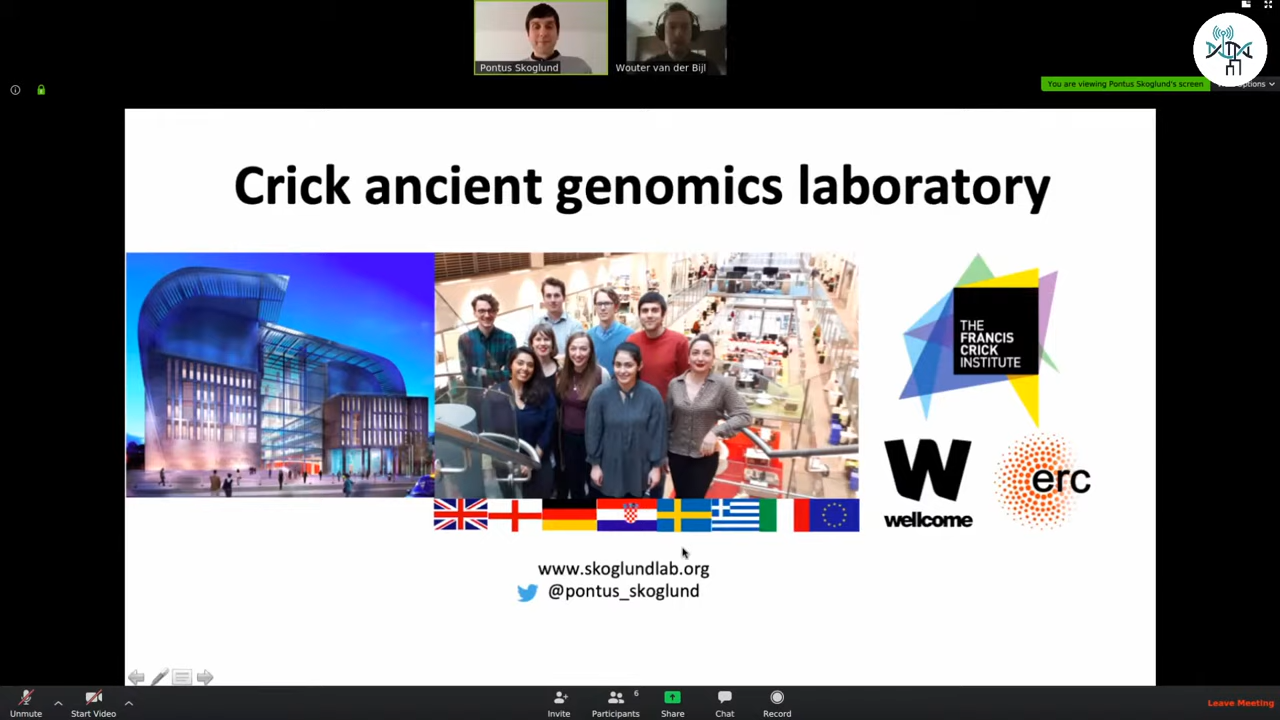 Pontus Skoglund
Wouter van der Bijl
You are viewing Pontus Skoglund's screen
Options
Crick ancient genomics laboratory
THE
FRANCIS
CRICK
INSTITUTE
W
wellcome
erc
www.skoglundlab.org
@pontus_skoglund
Unmute
Start Video
Invite
Participants
6
Share
Chat
Record
Leave Meeting